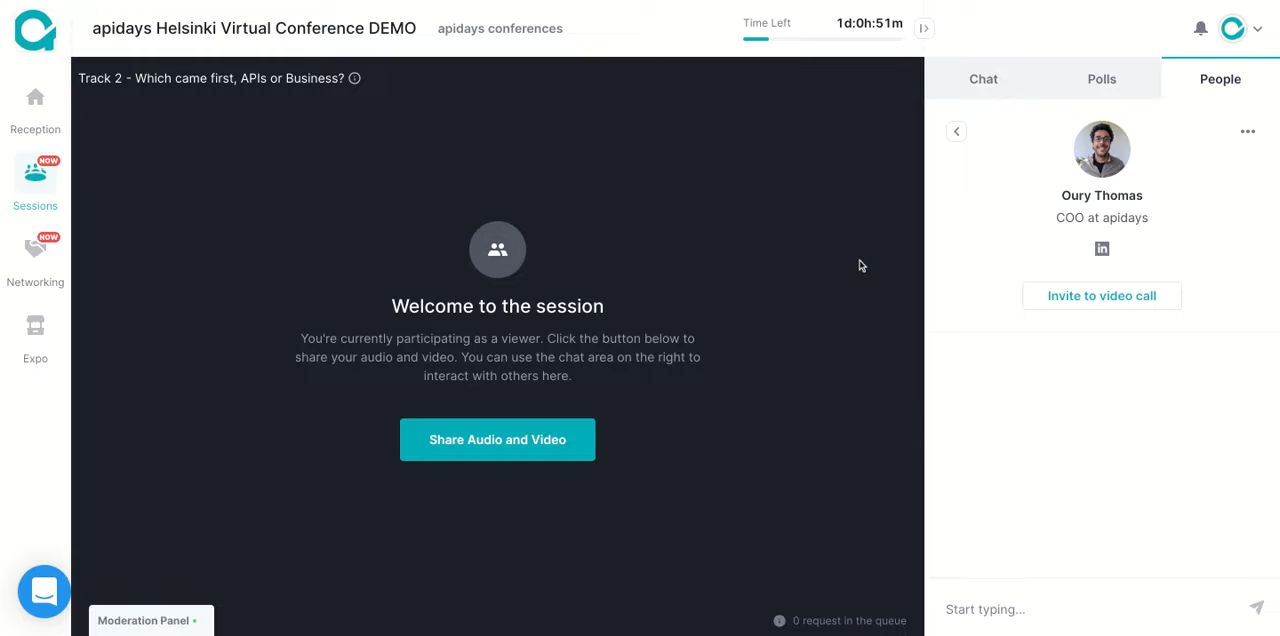 apidays Helsinki Virtual Conference DEMO
apidays conferences
Time Left
1d:0h:51m
Track 2 - Which came first, APIs or Business?
Chat
Polls
People
Reception
NOW
Sessions
NOW
Networking
Expo
Welcome to the session
You're currently participating as a viewer. Click the button below to
share your audio and video. You can use the chat area on the right to
interact with others here.
Share Audio and Video
Moderation Panel
0 request in the queue
Oury Thomas
COO at apidays
in
Invite to video call
Start typing...